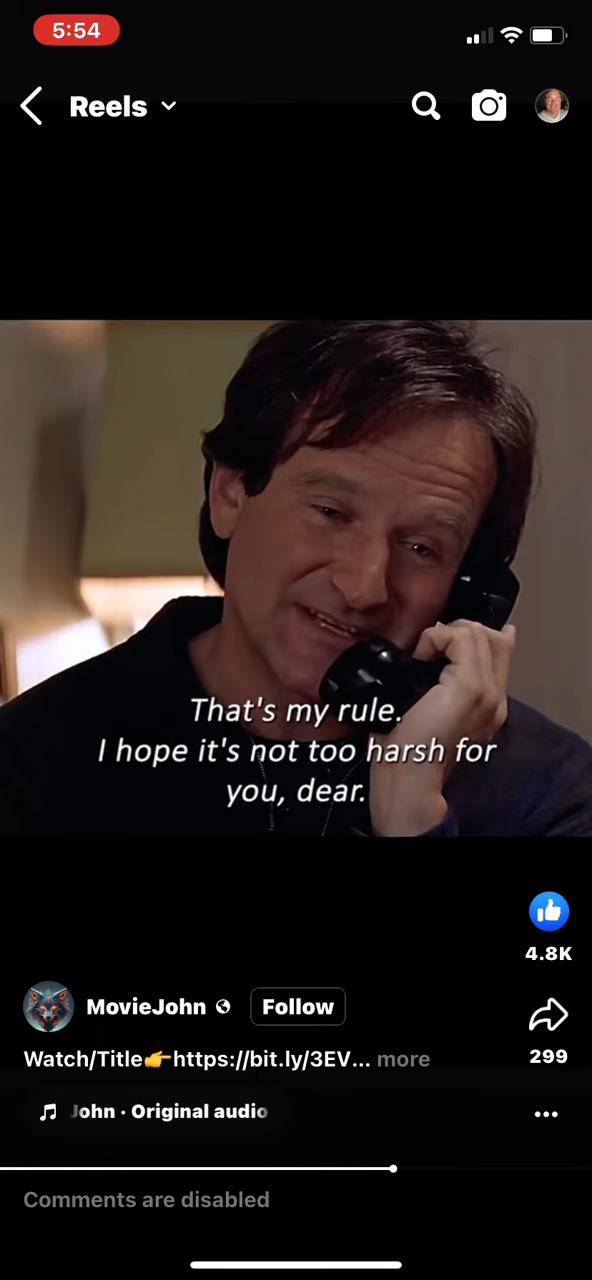 5:54
Reels
That's my rule.
I hope it's not too harsh for
you, dear.
4.8K
MovieJohn
Follow
299
Watch/Title👉https://bit.ly/3EV... more
John · Original audio
Comments are disabled